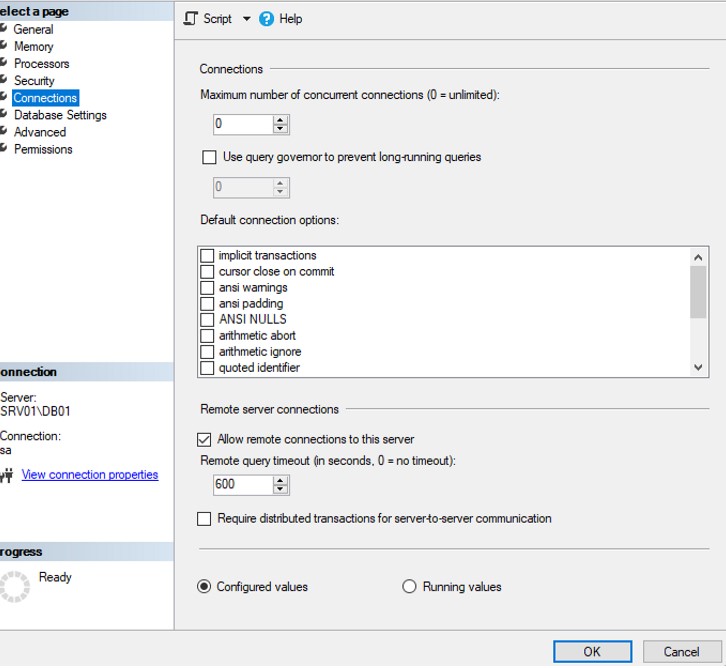 elect a page
General
Memory
Processors
Security
Connections
Database Settings
Advanced
Permissions
onnection
Server:
SRV01\DB01
Connection:
sa
View connection properties
rogress
Ready
Script
Help
Connections
Maximum number of concurrent connections (0 = unlimited):
0
Use query governor to prevent long-running queries
0
Default connection options:
implicit transactions
cursor close on commit
ansi warnings
ansi padding
ANSI NULLS
arithmetic abort
arithmetic ignore
quoted identifier
Remote server connections
Allow remote connections to this server
Remote query timeout (in seconds, 0 = no timeout):
600
Require distributed transactions for server-to-server communication
Configured values
Running values
OK
Cancel